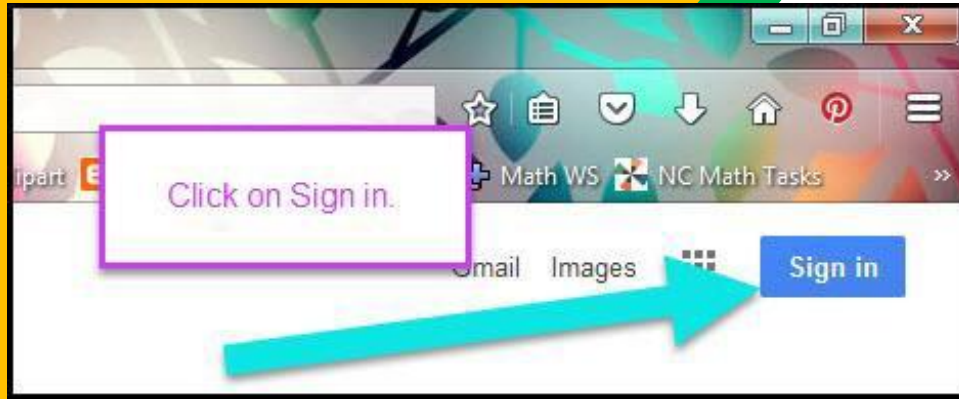 ipart Math WS NC Math Tasks »
Click on Sign in.
Gmail Images Sign in